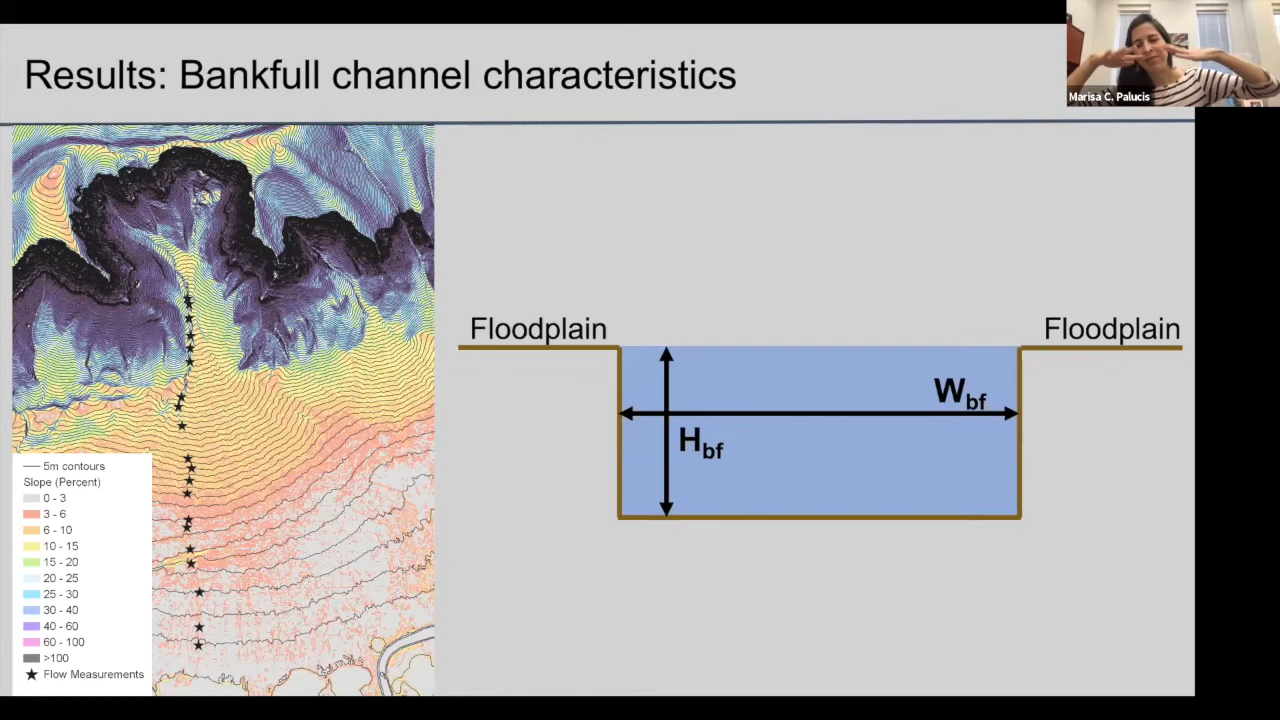 Results: Bankfull channel characteristics
Marisa C. Palucis
Floodplain
Floodplain
W bf
H bf
5m contours
Slope (Percent)
0 - 3
3 - 6
6 - 10
10 - 15
15 - 20
20 - 25
25 - 30
30 - 40
40 - 60
60 - 100
>100
Flow Measurements